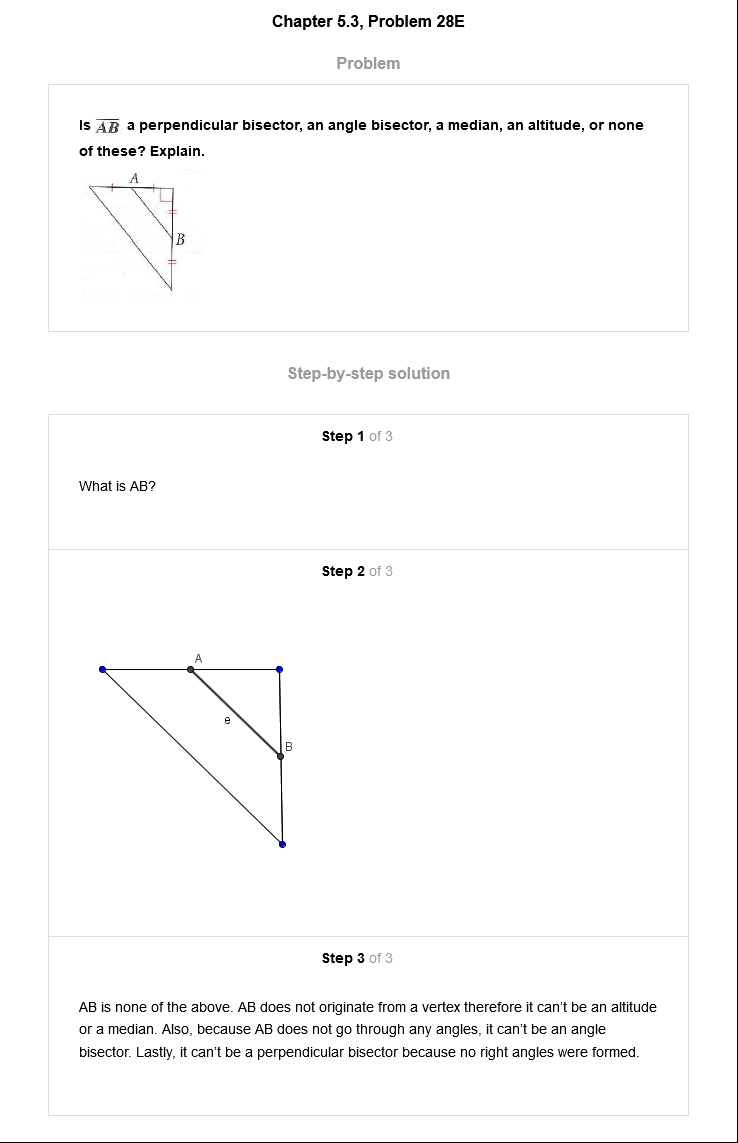 Chapter 5.3, Problem 28E
Problem
Is AB a perpendicular bisector, an angle bisector, a median, an altitude, or none
of these? Explain.
A
B
Step-by-step solution
Step 1 of 3
What is AB?
Step 2 of 3
A
e
B
Step 3 of 3
AB is none of the above. AB does not originate from a vertex therefore it can't be an altitude
or a median. Also, because AB does not go through any angles, it can't be an angle
bisector. Lastly, it can't be a perpendicular bisector because no right angles were formed.